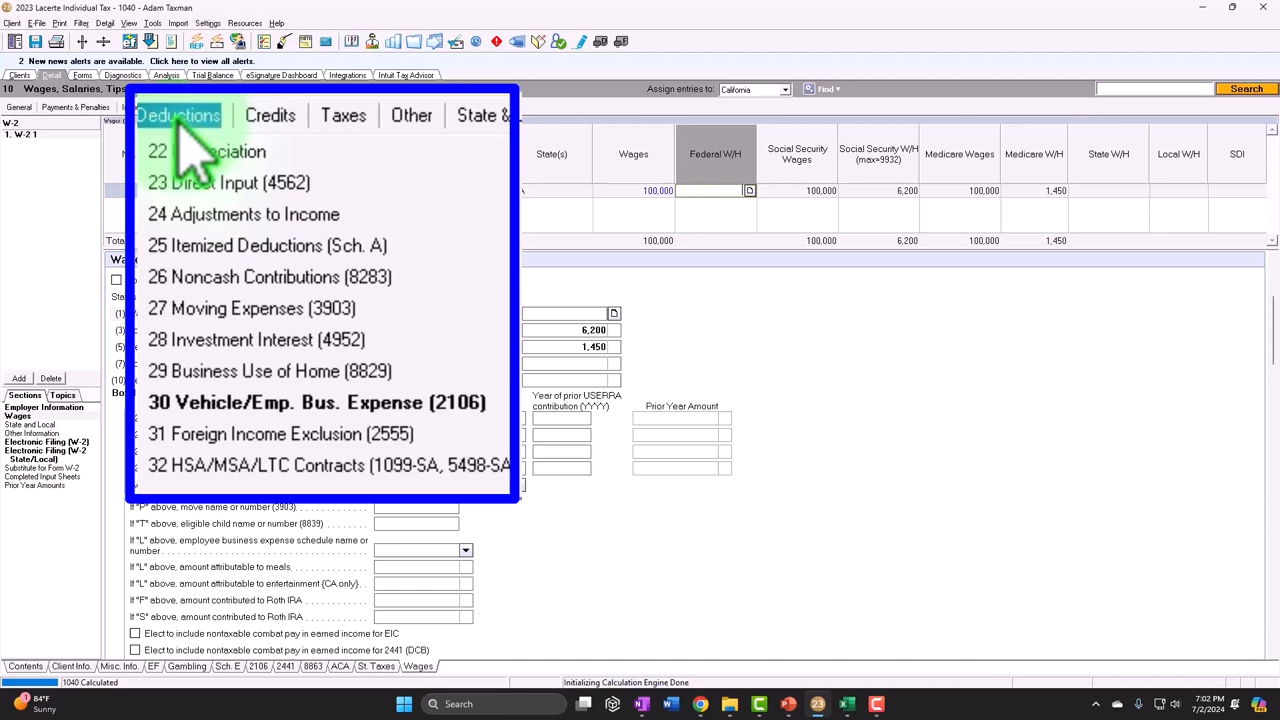 2023 Lacerte Individual Tax - 1040 - Adam Taxman
Client E-File Print Filter Detail View Tools Import Settings Resources Help
2 New news alerts are available. Click here to view all alerts.
Clients Detail Forms Diagnostics Analysis Trial Balance eSignature Dashboard Integrations Intuit Tax Advisor
10 Wages, Salaries, Tips Assign entries to: California Find Search
General Payments & Penalties
Deductions Credits Taxes Other State &
22
23 Direct Input (4562)
24 Adjustments to Income
25 Itemized Deductions (Sch. A)
26 Noncash Contributions (8283)
27 Moving Expenses (3903)
28 Investment Interest (4952)
29 Business Use of Home (8829)
30 Vehicle/Emp. Bus. Expense (2106)
31 Foreign Income Exclusion (2555)
32 HSA/MSA/LTC Contracts (1099-SA, 5498-SA
W-2
1. W-2 1
State(s) Wages Federal W/H Social Security Wages Social Security W/H (max=9932) Medicare Wages Medicare W/H State W/H Local W/H SDI
100,000 100,000 6,200 100,000 1,450
100,000 100,000 6,200 100,000 1,450
6,200
1,450
Year of prior USERRA contribution (YYYY) Prior Year Amount
Add Delete
Sections Topics
Employer Information
Wages
State and Local
Other Information
Electronic Filing (W-2)
Electronic Filing (W-2 State/Local)
Substitute for Form W-2
Completed Input Sheets
Prior Year Amounts
If "P" above, move name or number (3903)
If "T" above, eligible child name or number (8839)
If "L" above, employee business expense schedule name or
number
If "L" above, amount attributable to meals
If "L" above, amount attributable to entertainment {CA only}
If "F" above, amount contributed to Roth IRA
If "S" above, amount contributed to Roth IRA
Elect to include nontaxable combat pay in earned income for EIC
Elect to include nontaxable combat pay in earned income for 2441 (DCB)
Contents Client Info. Misc. Info. EF Gambling Sch. E 2106 2441 8863 ACA St. Taxes Wages
1040 Calculated Initializing Calculation Engine Done
84°F
Sunny
Search
7:02 PM
7/2/2024